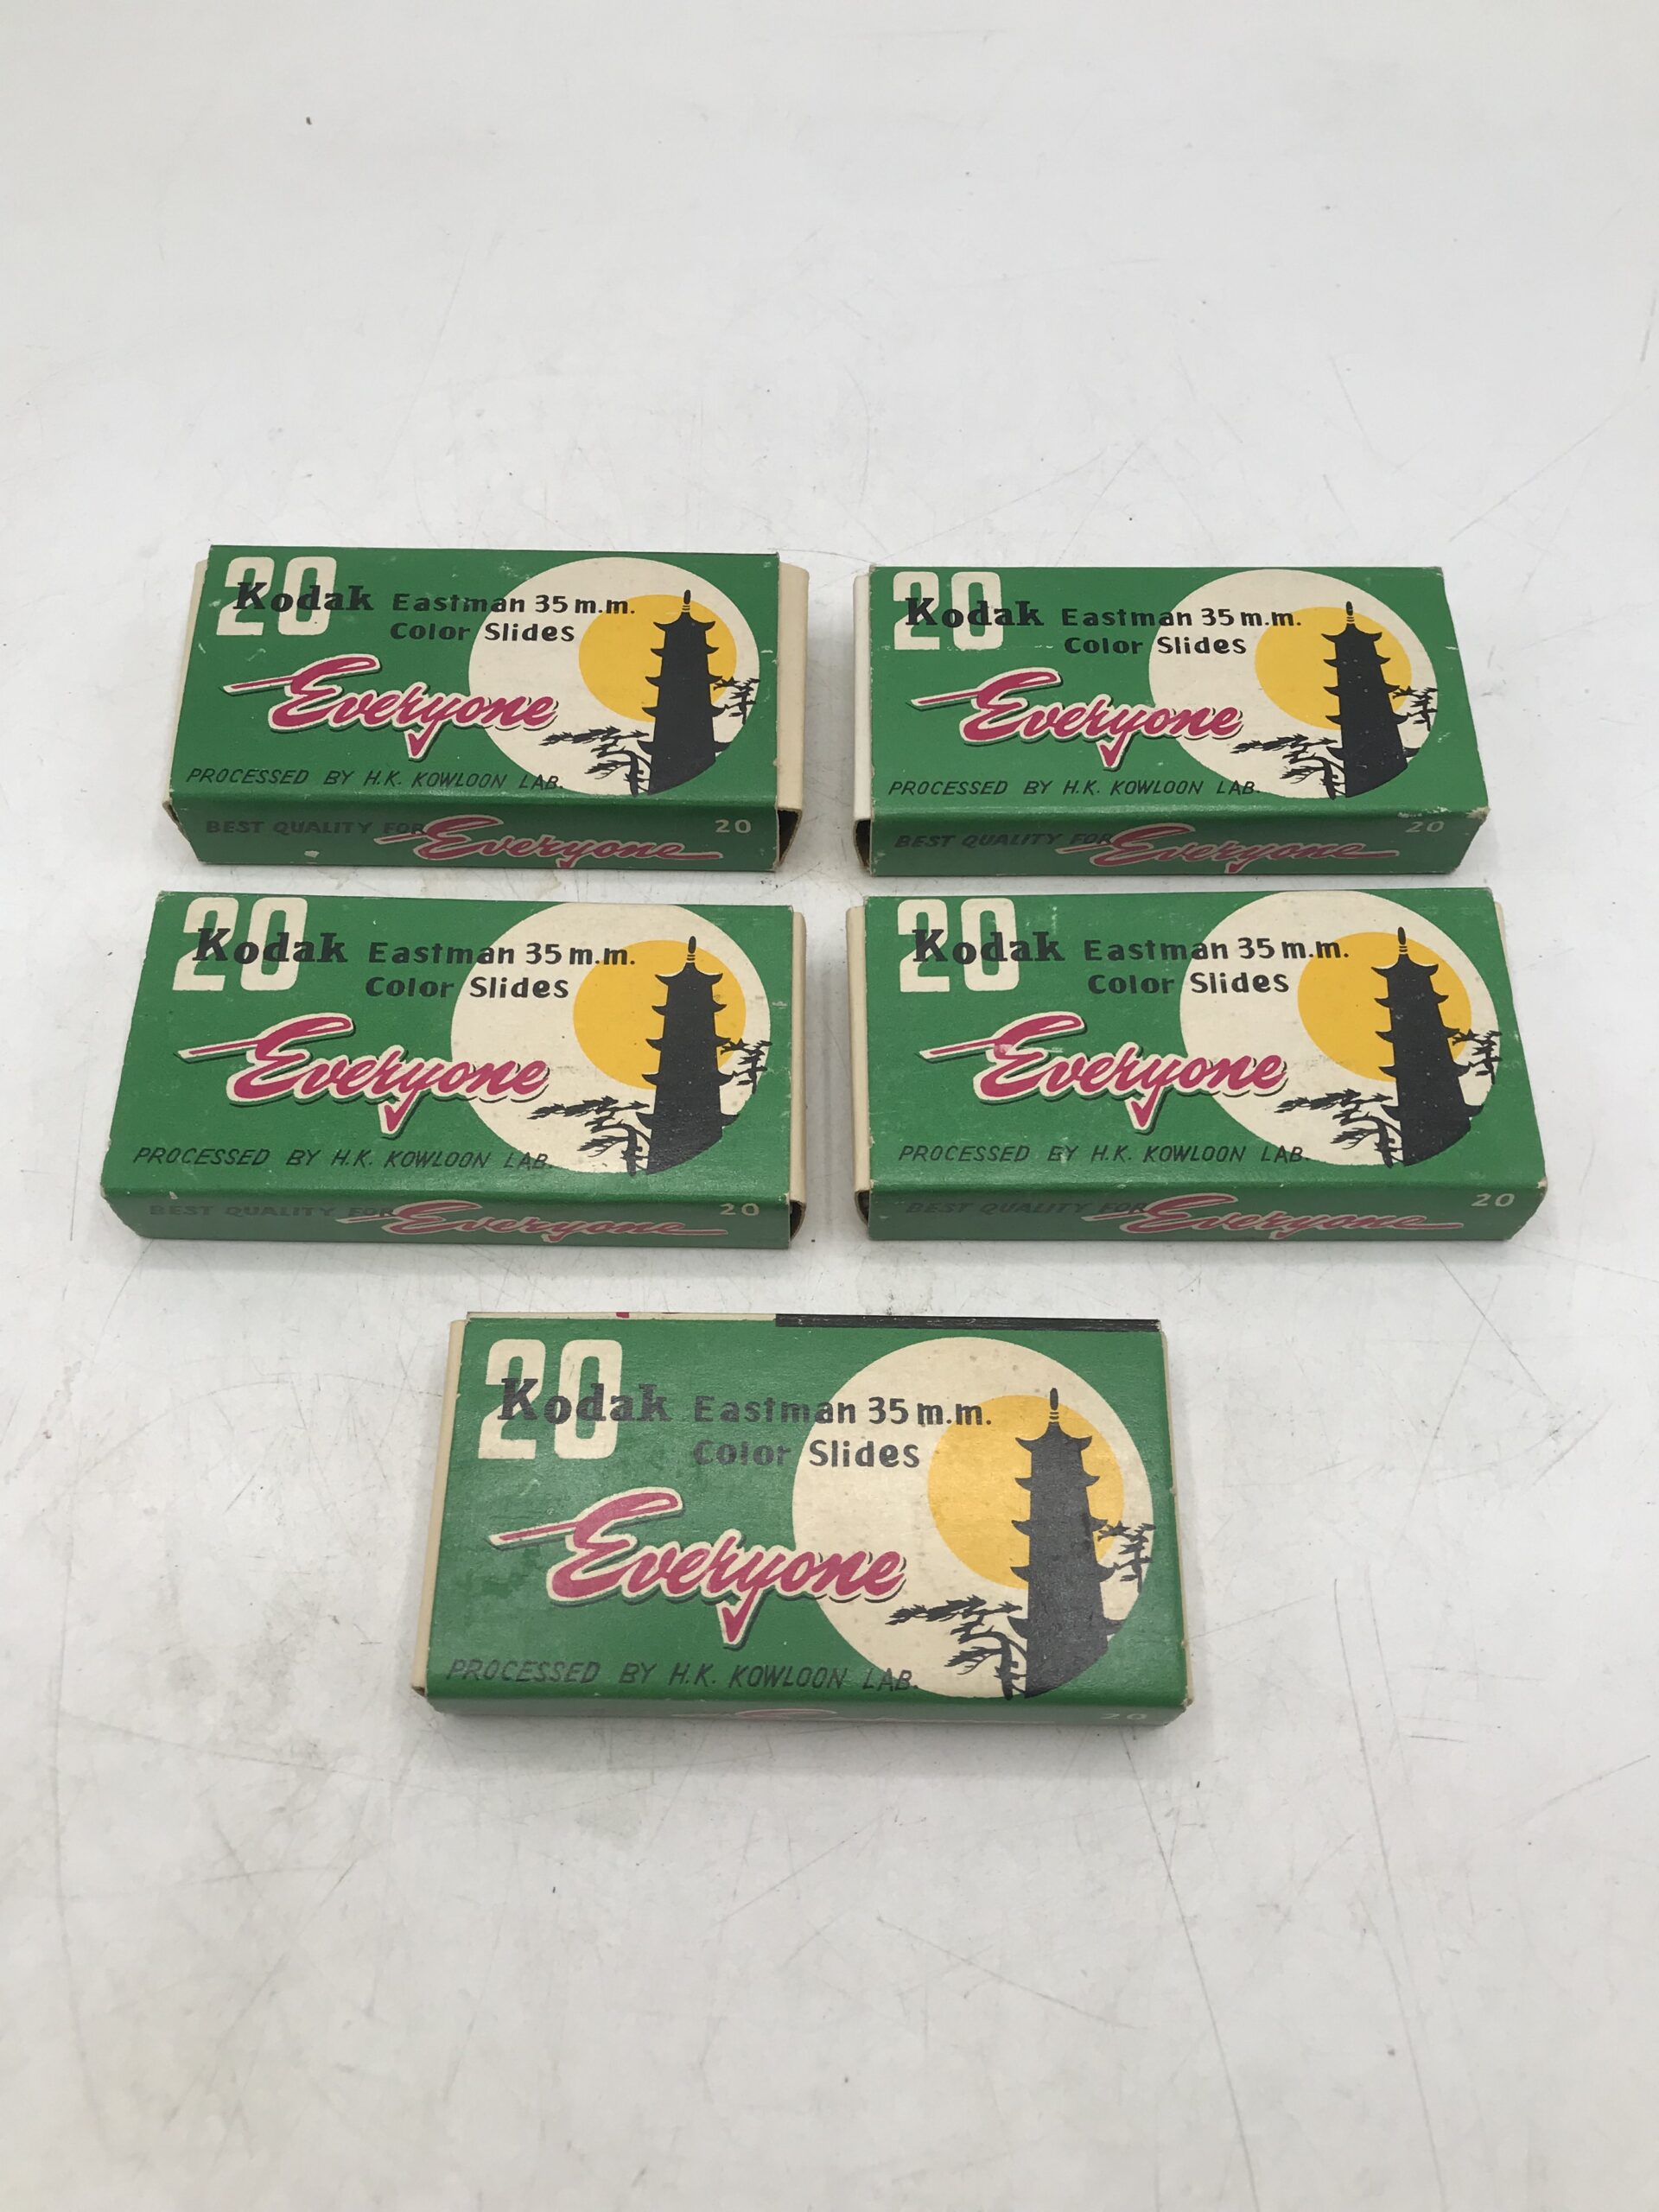 20
Kodak Eastman 35 m.m.
Color Slides
Everyone
PROCESSED BY H.K. KOWLOON LAB.
BEST QUALITY FOR Everyone 20
20
Kodak Eastman 35 m.m.
Color Slides
Everyone
PROCESSED BY H.K. KOWLOON LAB.
BEST QUALITY FOR Everyone 20
20
Kodak Eastman 35 m.m.
Color Slides
Everyone
PROCESSED BY H.K. KOWLOON LAB.
BEST QUALITY FOR Everyone 20
20
Kodak Eastman 35 m.m.
Color Slides
Everyone
PROCESSED BY H.K. KOWLOON LAB.
BEST QUALITY FOR Everyone 20
20
Kodak Eastman 35 m.m.
Color Slides
Everyone
PROCESSED BY H.K. KOWLOON LAB.
20